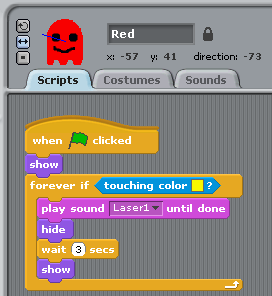 Red
x: -57 y: 41 direction: -73
Scripts Costumes Sounds
when clicked
show
forever if touching color ?
play sound Laser1 until done
hide
wait 3 secs
show